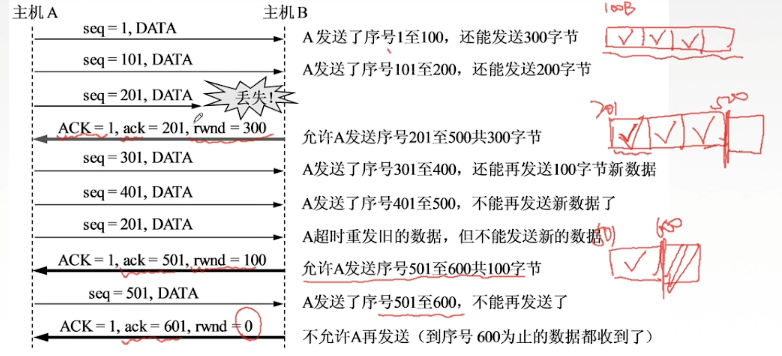 主机A 主机B
100B
seq = 1, DATA A发送了序号1至100，还能发送300字节
seq = 101, DATA A发送了序号101至200，还能发送200字节
seq = 201, DATA 丢失！
201 500
ACK = 1, ack = 201, rwnd = 300 允许A发送序号201至500共300字节
seq = 301, DATA A发送了序号301至400，还能再发送100字节新数据
seq = 401, DATA A发送了序号401至500，不能再发送新数据了
seq = 201, DATA A超时重发旧的数据，但不能发送新的数据
501 600
ACK = 1, ack = 501, rwnd = 100 允许A发送序号501至600共100字节
seq = 501, DATA A发送了序号501至600，不能再发送了
ACK = 1, ack = 601, rwnd = 0 不允许A再发送（到序号600为止的数据都收到了）